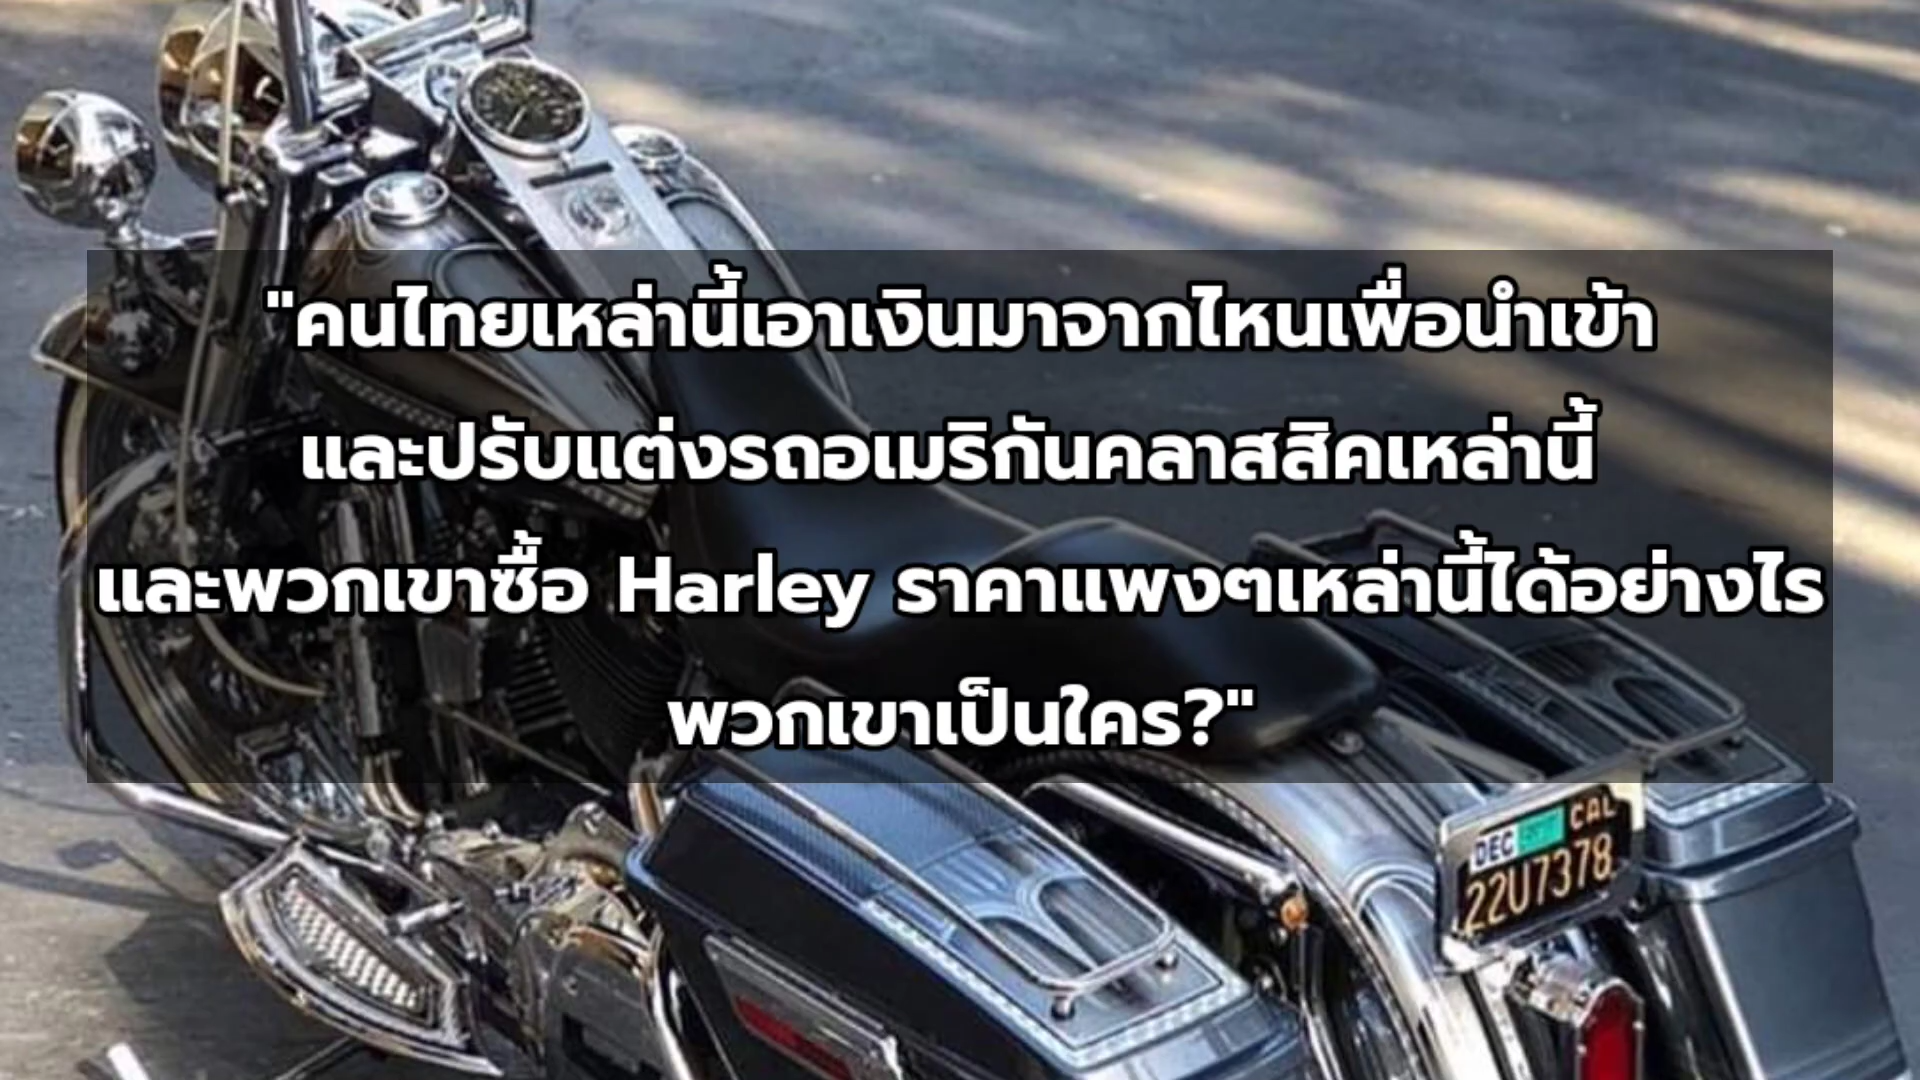 "คนไทยเหล่านี้เอาเงินมาจากไหนเพื่อนำเข้า
และปรับแต่งรถอเมริกันคลาสสิคเหล่านี้
และพวกเขาซื้อ Harley ราคาแพงๆเหล่านี้ได้อย่างไร
พวกเขาเป็นใคร?"
DEC CAL
22U7378